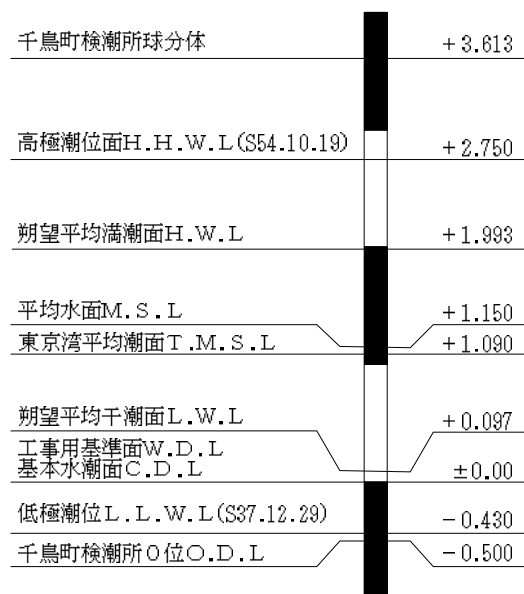 千鳥町検潮所球分体 +3.613
高極潮位面H.H.W.L(S54.10.19) +2.750
朔望平均満潮面H.W.L +1.993
平均水面M.S.L +1.150
東京湾平均潮面T.M.S.L +1.090
朔望平均干潮面L.W.L +0.097
工事用基準面W.D.L
基本水潮面C.D.L ±0.00
低極潮位L.L.W.L(S37.12.29) -0.430
千鳥町検潮所0位O.D.L -0.500